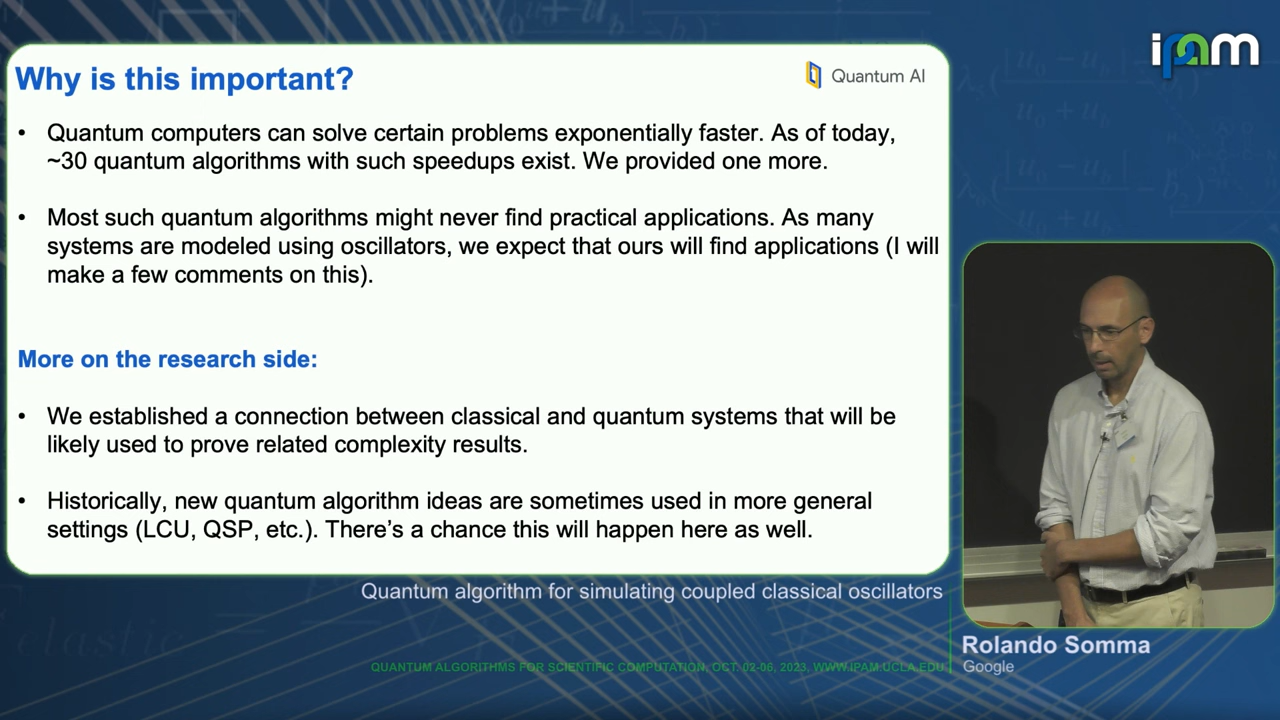 ipam
Why is this important?
Quantum AI
• Quantum computers can solve certain problems exponentially faster. As of today,
~30 quantum algorithms with such speedups exist. We provided one more.
• Most such quantum algorithms might never find practical applications. As many
systems are modeled using oscillators, we expect that ours will find applications (I will
make a few comments on this).
More on the research side:
• We established a connection between classical and quantum systems that will be
likely used to prove related complexity results.
• Historically, new quantum algorithm ideas are sometimes used in more general
settings (LCU, QSP, etc.). There's a chance this will happen here as well.
Quantum algorithm for simulating coupled classical oscillators
Rolando Somma
Google
QUANTUM ALGORITHMS FOR SCIENTIFIC COMPUTATION, OCT. 02-06, 2023, WWW.IPAM.UCLA.EDU
elastic